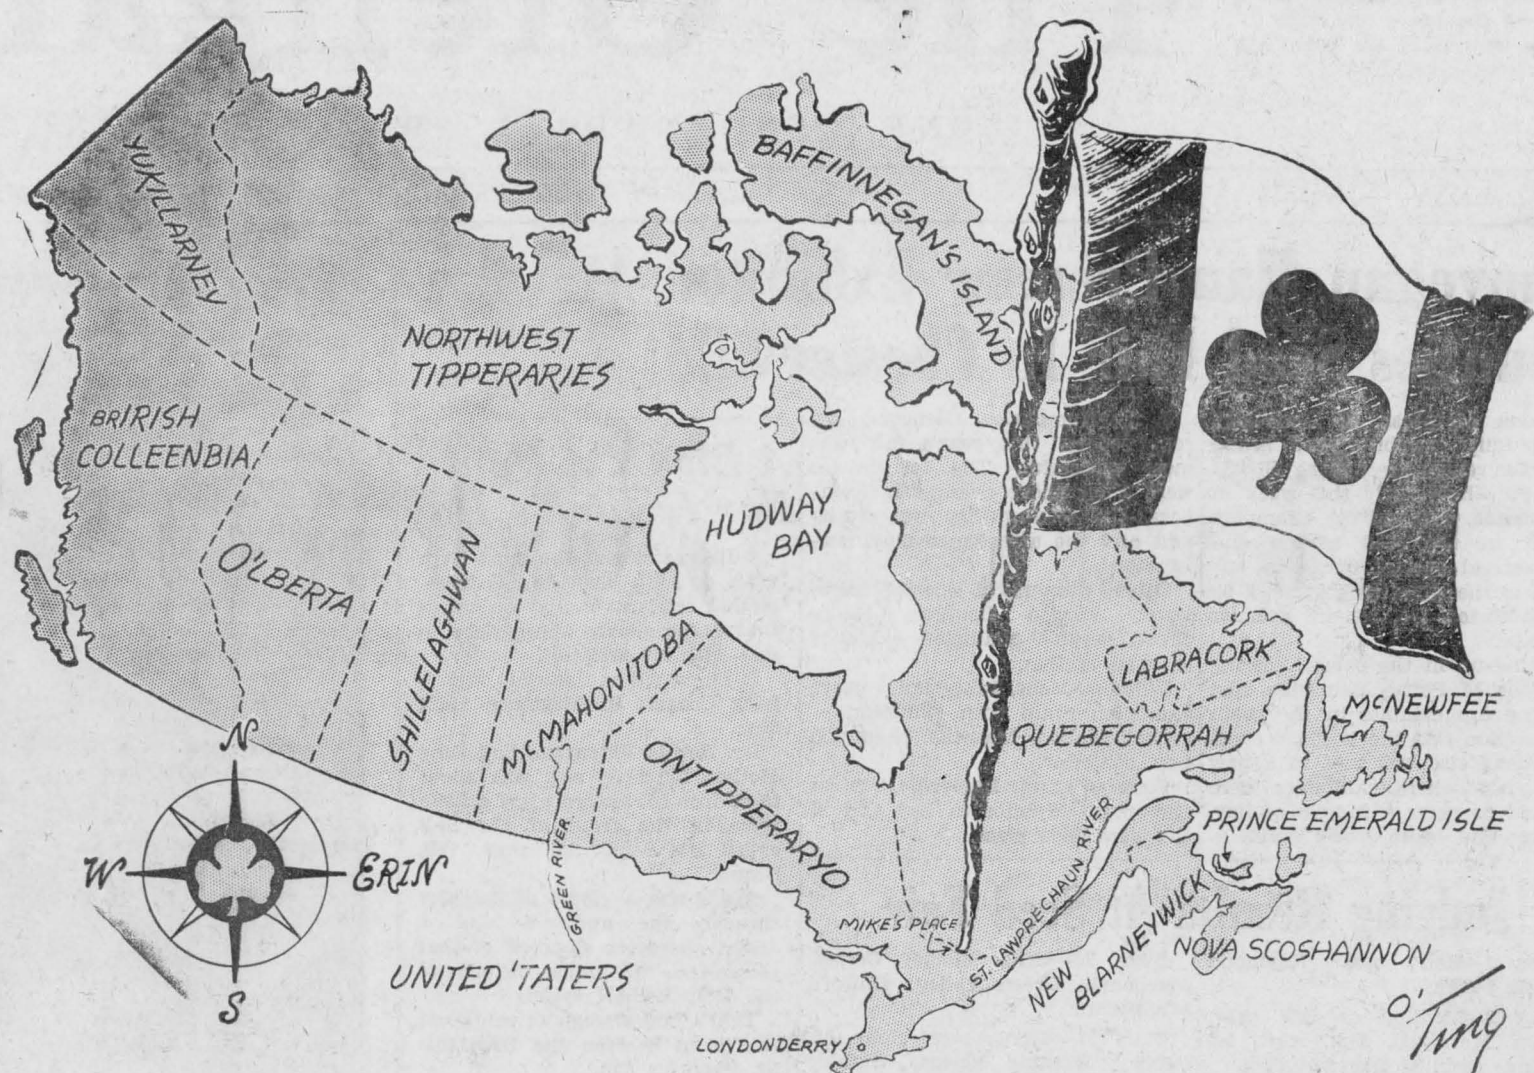 YUKILLARNEY
BAFFINNEGAN'S ISLAND
NORTHWEST
TIPPERARIES
BRIRISH
COLLEENBIA
O'LBERTA
SHILLELAGHWAN
McMAHONITOBA
HUDWAY
BAY
ONTIPPERARYO
QUEBEGORRAH
LABRACORK
McNEWFEE
PRINCE EMERALD ISLE
ST. LAWPRECHAUN RIVER
NEW
BLARNEYWICK
NOVA SCOSHANNON
MIKE'S PLACE
GREEN RIVER
UNITED 'TATERS
LONDONDERRY
N
W
ERIN
S
O'Ting